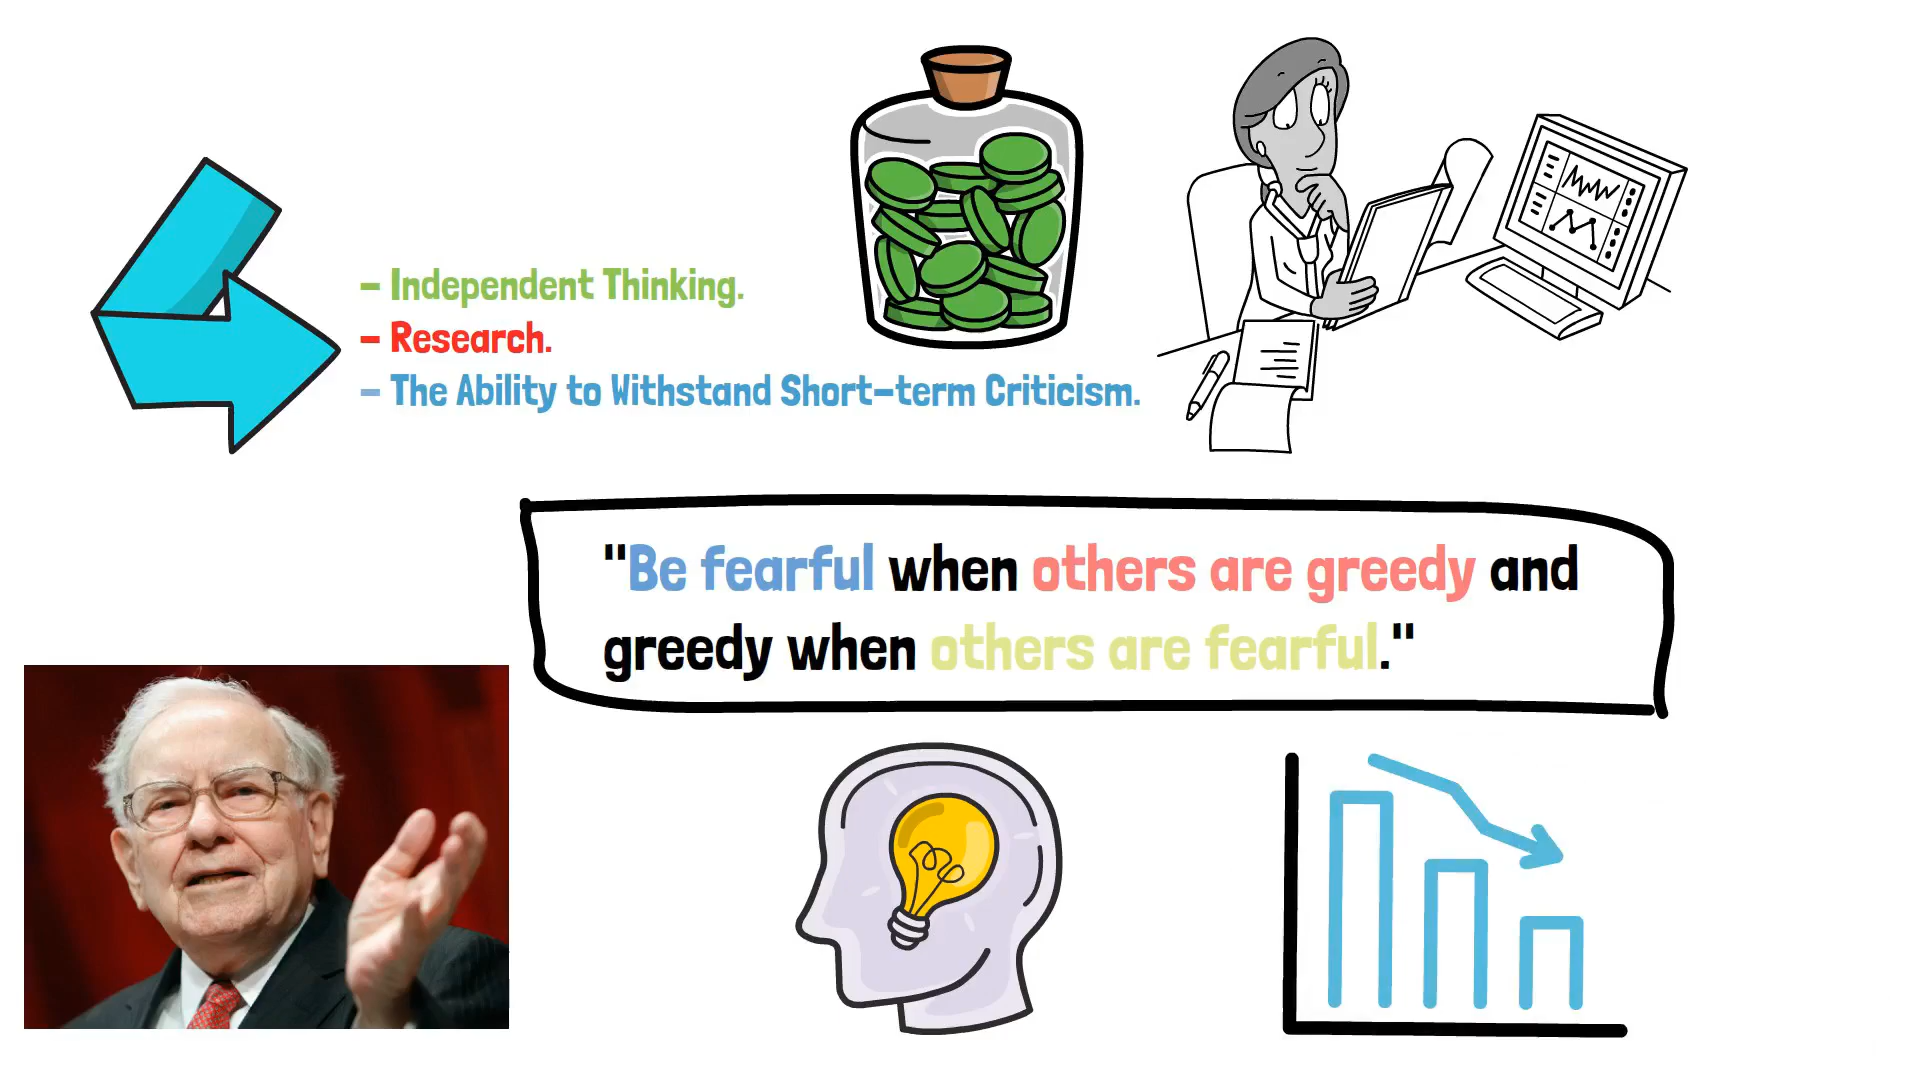 - Independent Thinking.
- Research.
- The Ability to Withstand Short-term Criticism.
"Be fearful when others are greedy and
greedy when others are fearful."